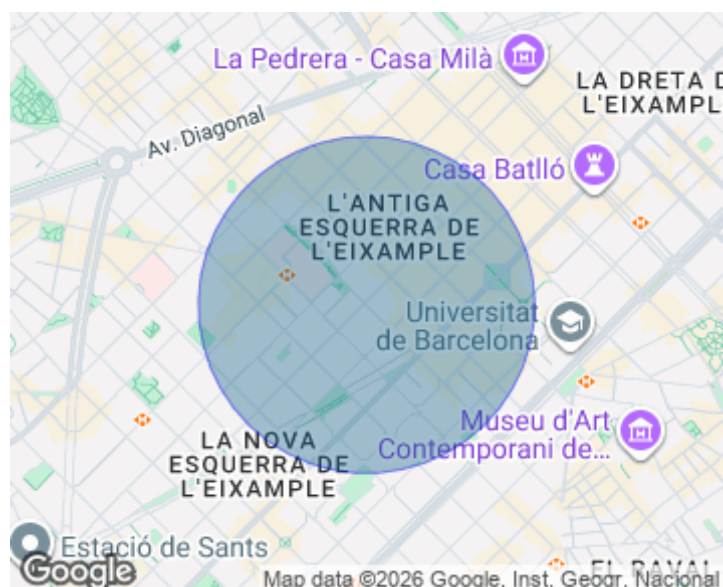 La Pedrera - Casa Milà
LA DRETA D
L'EIXAMPL
Av. Diagonal
Casa Batlló
L'ANTIGA
ESQUERRA DE
L'EIXAMPLE
Universitat
de Barcelona
Museu d'Art
Contemporani de...
LA NOVA
ESQUERRA DE
L'EIXAMPLE
Estació de Sants
EL RAVAL
Google
Map data ©2026 Google, Inst. Geogr. Nacional